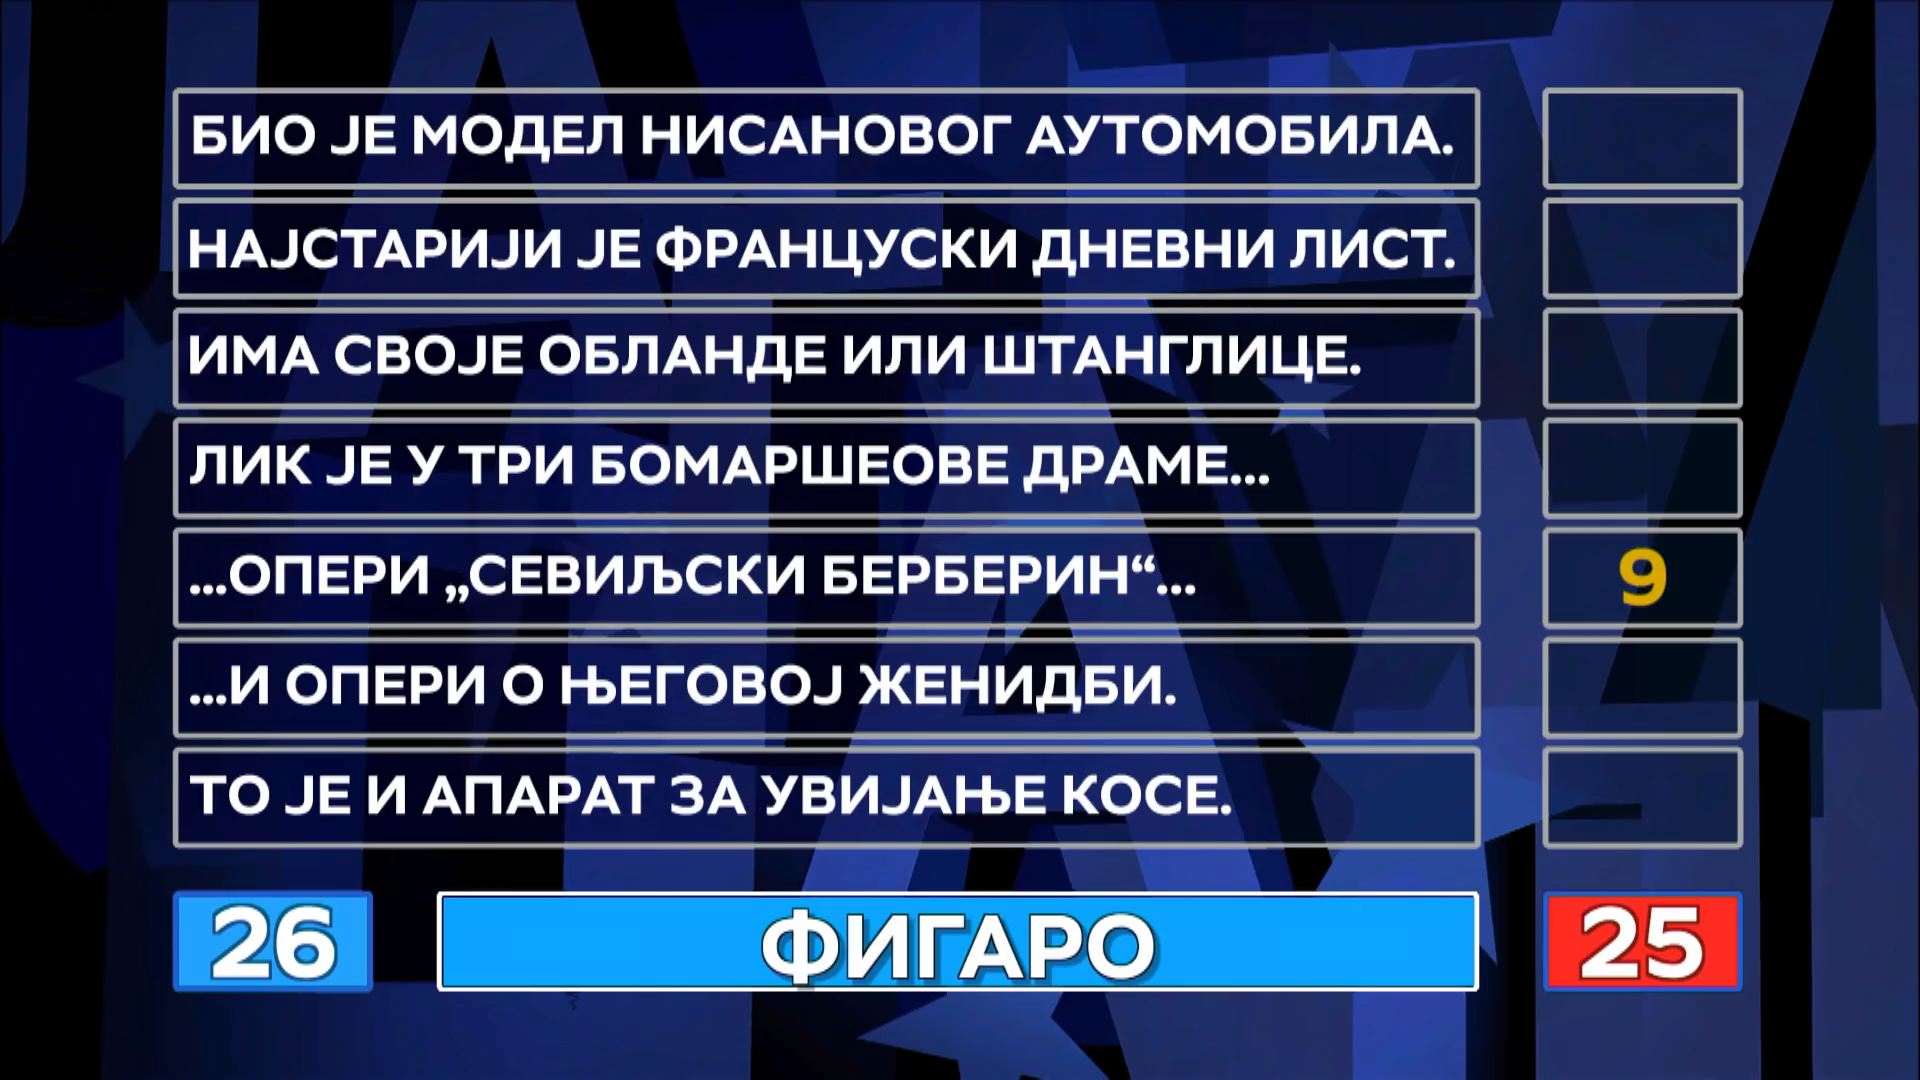 БИО ЈЕ МОДЕЛ НИСАНОВОГ АУТОМОБИЛА.
НАЈСТАРИЈИ ЈЕ ФРАНЦУСКИ ДНЕВНИ ЛИСТ.
ИМА СВОЈЕ ОБЛАНДЕ ИЛИ ШТАНГЛИЦЕ.
ЛИК ЈЕ У ТРИ БОМАРШЕОВЕ ДРАМЕ...
...ОПЕРИ „СЕВИЉСКИ БЕРБЕРИН“... 9
...И ОПЕРИ О ЊЕГОВОЈ ЖЕНИДБИ.
ТО ЈЕ И АПАРАТ ЗА УВИЈАЊЕ КОСЕ.
26 ФИГАРО 25